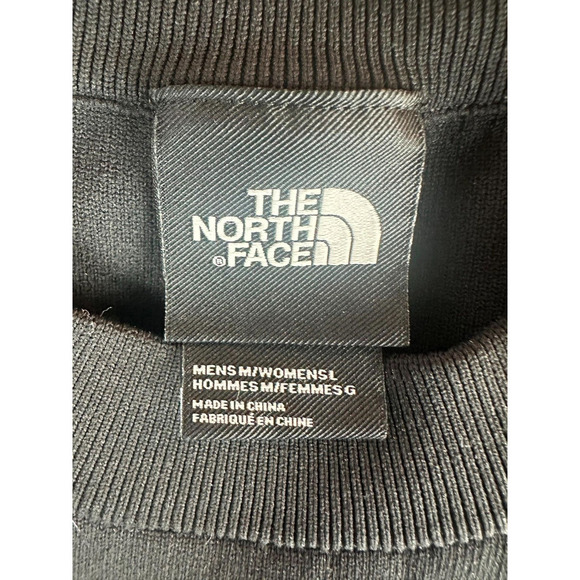 THE
NORTH
®FACE
MENS M/WOMENS L
HOMMES M/FEMMES G
MADE IN CHINA
FABRIQUÉ EN CHINE